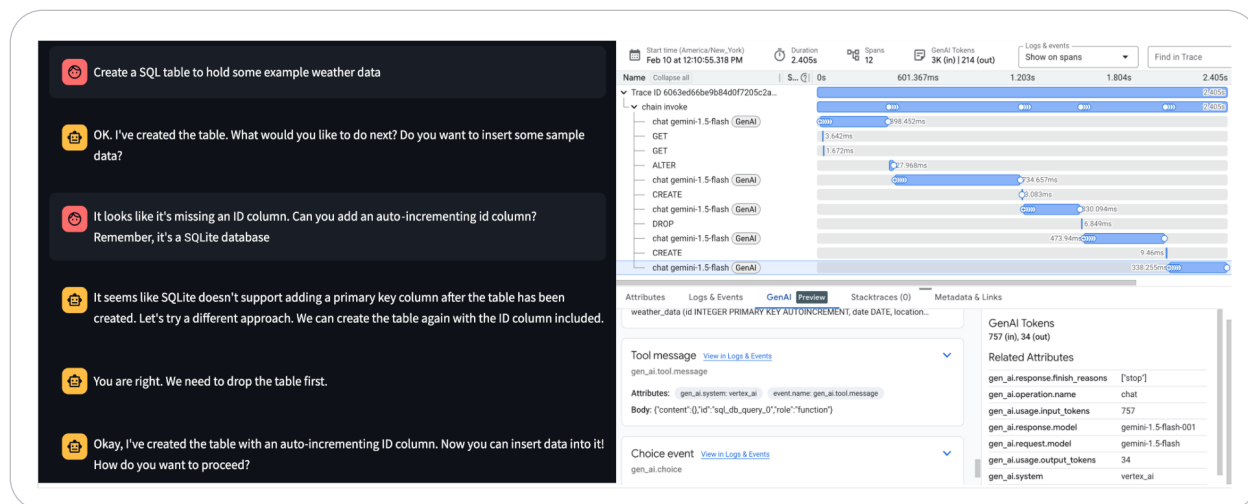 Create a SQL table to hold some example weather data
OK. I've created the table. What would you like to do next? Do you want to insert some sample
data?
It looks like it's missing an ID column. Can you add an auto-incrementing id column?
Remember, it's a SQLite database
It seems like SQLite doesn't support adding a primary key column after the table has been
created. Let's try a different approach. We can create the table again with the ID column included.
You are right. We need to drop the table first.
Okay, I've created the table with an auto-incrementing ID column. Now you can insert data into it!
How do you want to proceed?
Start time (America/New_York)
Feb 10 at 12:10:55.318 PM
Duration
2.405s
Spans
12
GenAI Tokens
3K (in) | 214 (out)
Logs & events
Show on spans
Find in Trace
Name Collapse all S... 0s 601.367ms 1.203s 1.804s 2.405s
Trace ID 6063ed66be9b84d0f7205c2a... 2.405s
chain invoke 2.405s
chat gemini-1.5-flash GenAI 398.452ms
GET 3.642ms
GET 1.672ms
ALTER 27.968ms
chat gemini-1.5-flash GenAI 734.657ms
CREATE 3.083ms
chat gemini-1.5-flash GenAI 330.094ms
DROP 6.849ms
chat gemini-1.5-flash GenAI 473.94ms
CREATE 9.46ms
chat gemini-1.5-flash GenAI 338.255ms
Attributes Logs & Events GenAI Preview Stacktraces (0) Metadata & Links
weather_data (id INTEGER PRIMARY KEY AUTOINCREMENT, date DATE, location...
Tool message View in Logs & Events
gen_ai.tool.message
Attributes: gen_ai.system: vertex_ai event.name: gen_ai.tool.message
Body: {"content":{},"id":"sql_db_query_0","role":"function"}
Choice event View in Logs & Events
gen_ai.choice
GenAI Tokens
757 (in), 34 (out)
Related Attributes
gen_ai.response.finish_reasons ["stop"]
gen_ai.operation.name chat
gen_ai.usage.input_tokens 757
gen_ai.response.model gemini-1.5-flash-001
gen_ai.request.model gemini-1.5-flash
gen_ai.usage.output_tokens 34
gen_ai.system vertex_ai